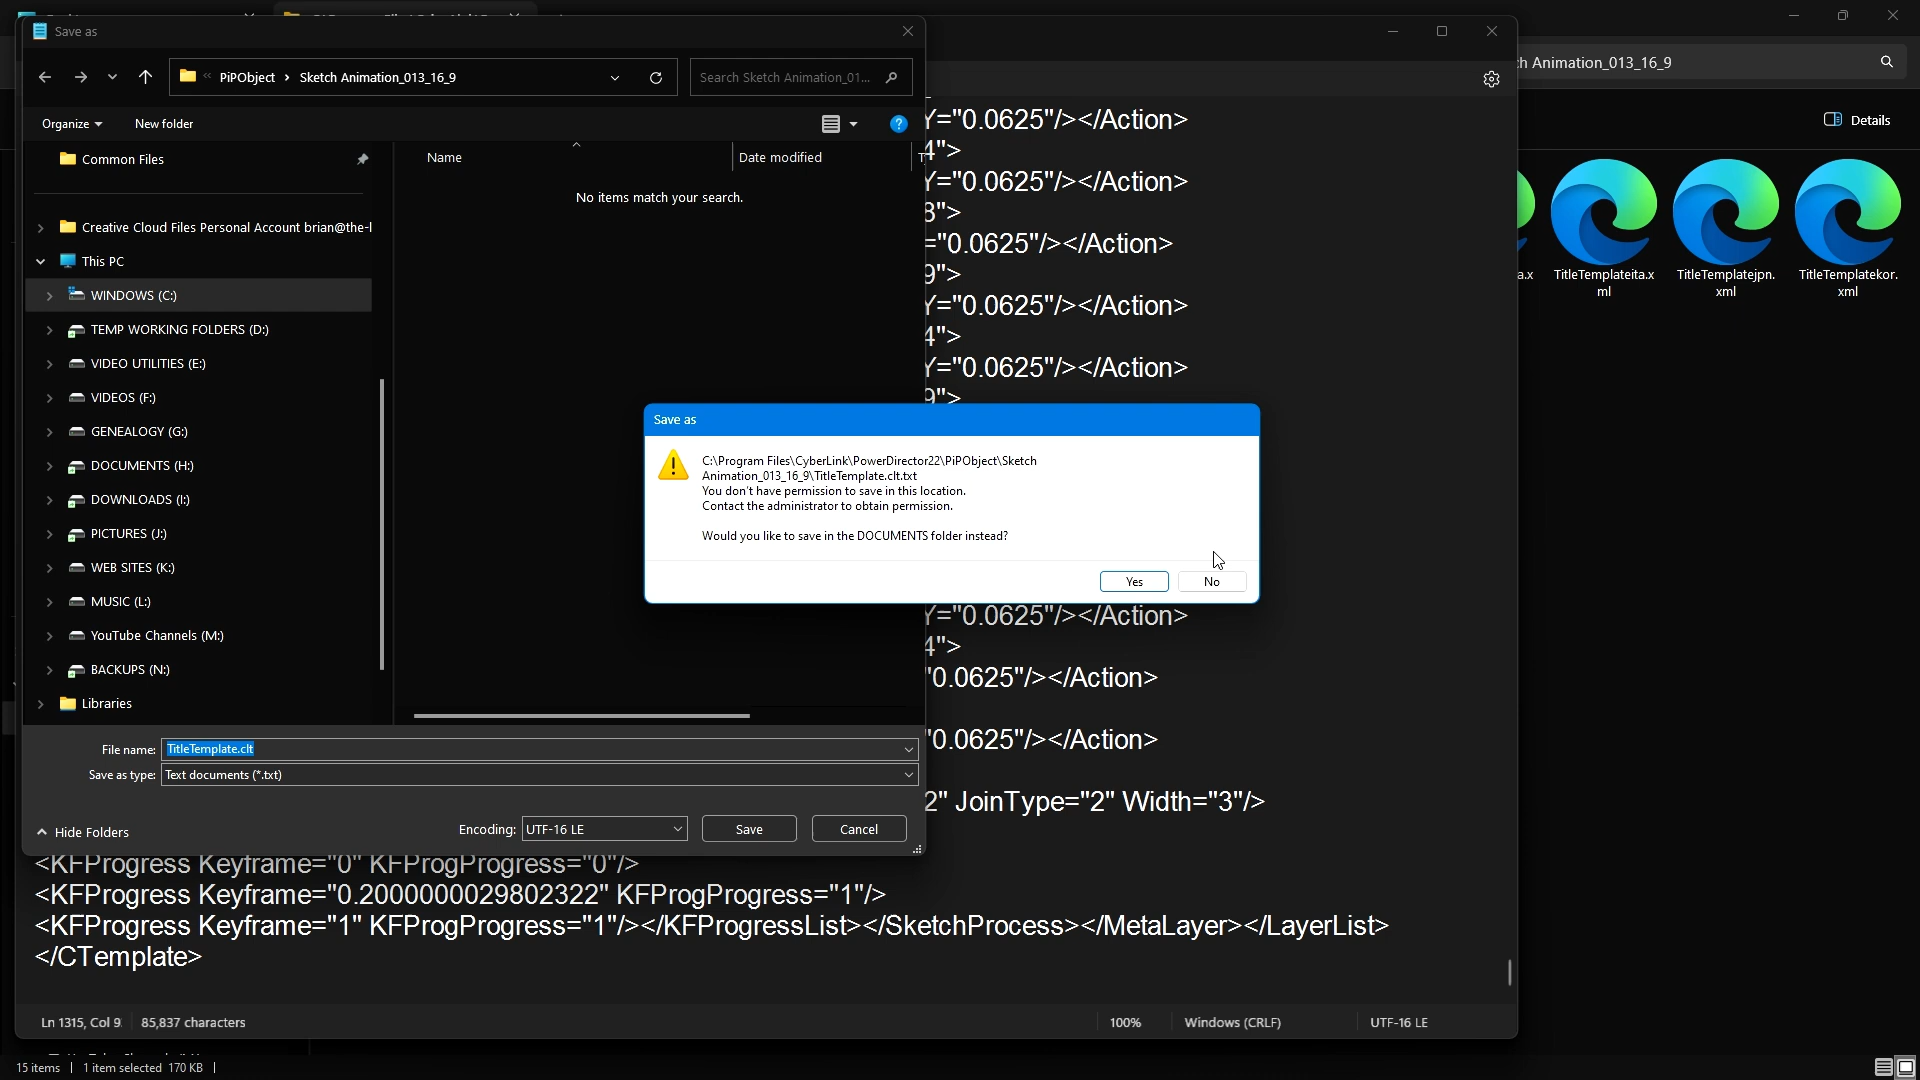 Save as
PiPObject
Sketch Animation_013_16_9
Search Sketch Animation_01...
Organize
New folder
Common Files
Creative Cloud Files Personal Account brian@the-l
This PC
WINDOWS (C:)
TEMP WORKING FOLDERS (D:)
VIDEO UTILITIES (E:)
VIDEOS (F:)
GENEALOGY (G:)
DOCUMENTS (H:)
DOWNLOADS (I:)
PICTURES (J:)
WEB SITES (K:)
MUSIC (L:)
YouTube Channels (M:)
BACKUPS (N:)
Libraries
Name
Date modified
T
No items match your search.
File name: TitleTemplate.clt
Save as type: Text documents (*.txt)
Hide Folders
Encoding: UTF-16 LE
Save
Cancel
h Animation_013_16_9
Details
a.x
TitleTemplateita.x
ml
TitleTemplatejpn.
xml
TitleTemplatekor.
xml
Y="0.0625"/></Action>
4">
Y="0.0625"/></Action>
8">
="0.0625"/></Action>
9">
Y="0.0625"/></Action>
4">
Y="0.0625"/></Action>
9">
Save as
C:\Program Files\CyberLink\PowerDirector22\PiPObject\Sketch
Animation_013_16_9\TitleTemplate.clt.txt
You don't have permission to save in this location.
Contact the administrator to obtain permission.
Would you like to save in the DOCUMENTS folder instead?
Yes
No
Y="0.0625"/></Action>
4">
"0.0625"/></Action>
"0.0625"/></Action>
2" JoinType="2" Width="3"/>
<KFProgress Keyframe="0" KFProgProgress="0"/>
<KFProgress Keyframe="0.2000000029802322" KFProgProgress="1"/>
<KFProgress Keyframe="1" KFProgProgress="1"/></KFProgressList></SketchProcess></MetaLayer></LayerList>
</CTemplate>
Ln 1315, Col 9
85,837 characters
100%
Windows (CRLF)
UTF-16 LE
15 items
1 item selected 170 KB